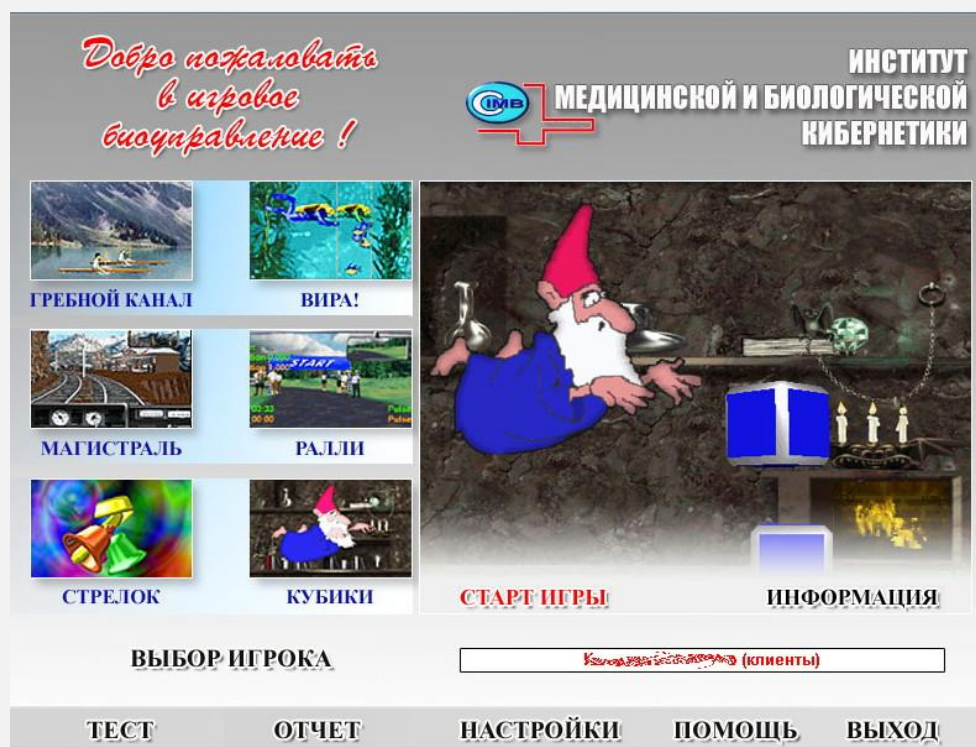 Добро пожаловать
в игровое
биоуправление !
CIMB
ИНСТИТУТ
МЕДИЦИНСКОЙ И БИОЛОГИЧЕСКОЙ
КИБЕРНЕТИКИ
ГРЕБНОЙ КАНАЛ
ВИРА!
START
МАГИСТРАЛЬ
РАЛЛИ
СТРЕЛОК
КУБИКИ
СТАРТ ИГРЫ
ИНФОРМАЦИЯ
ВЫБОР ИГРОКА
(клиенты)
ТЕСТ
ОТЧЕТ
НАСТРОЙКИ
ПОМОЩЬ
ВЫХОД